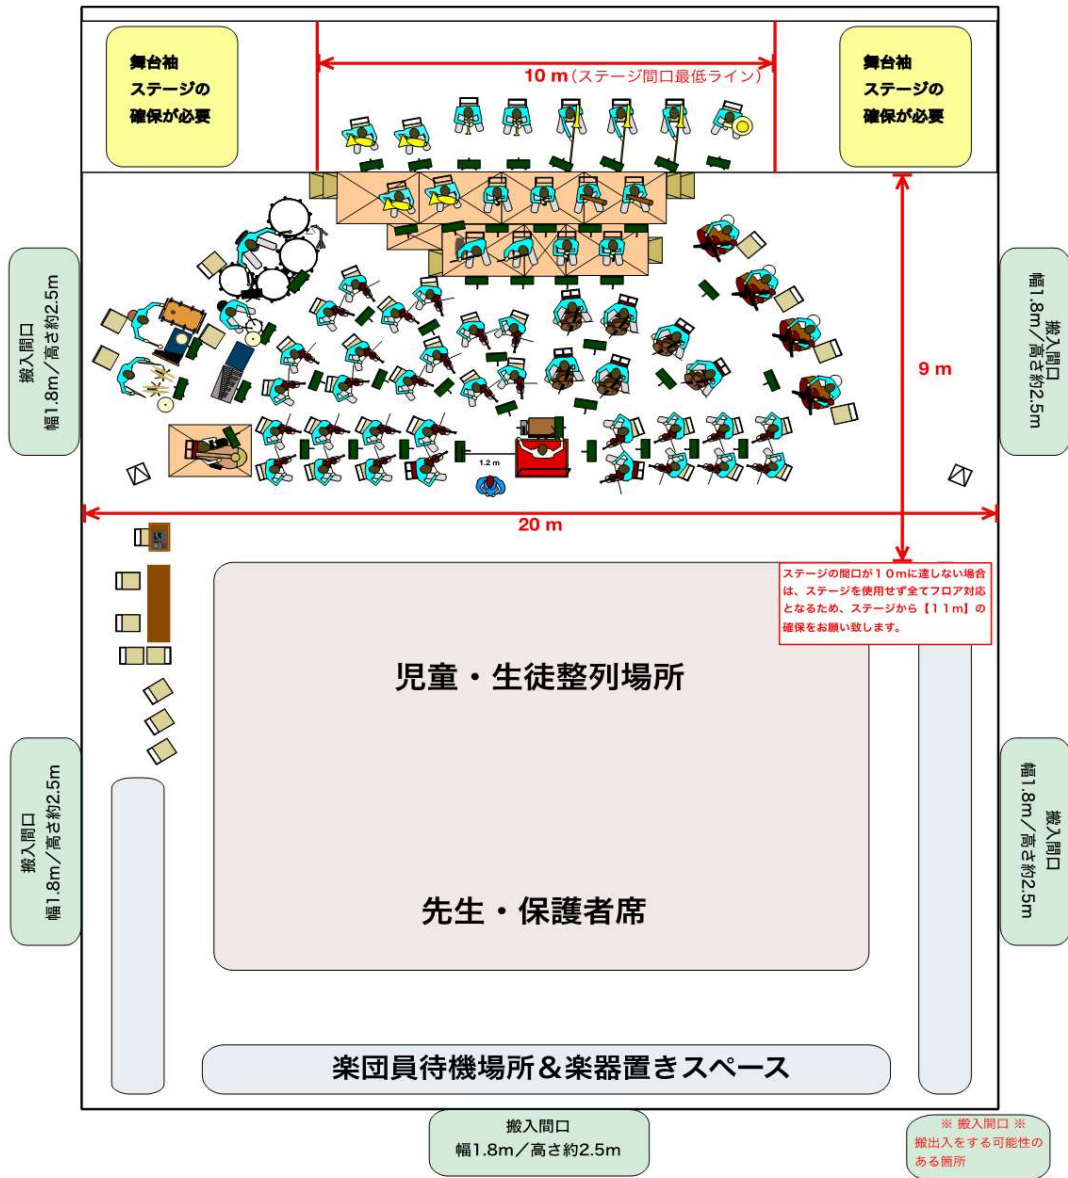 舞台袖
ステージの
確保が必要
10 m(ステージ間口最低ライン)
舞台袖
ステージの
確保が必要
搬入間口
幅1.8m／高さ約2.5m
搬入間口
幅1.8m／高さ約2.5m
9 m
1.2 m
20 m
ステージの間口が１０mに達しない場合
は、ステージを使用せず全てフロア対応
となるため、ステージから【１１m】の
確保をお願い致します。
児童・生徒整列場所
搬入間口
幅1.8m／高さ約2.5m
搬入間口
幅1.8m／高さ約2.5m
先生・保護者席
楽団員待機場所＆楽器置きスペース
搬入間口
幅1.8m／高さ約2.5m
※ 搬入間口 ※
搬出入をする可能性の
ある箇所